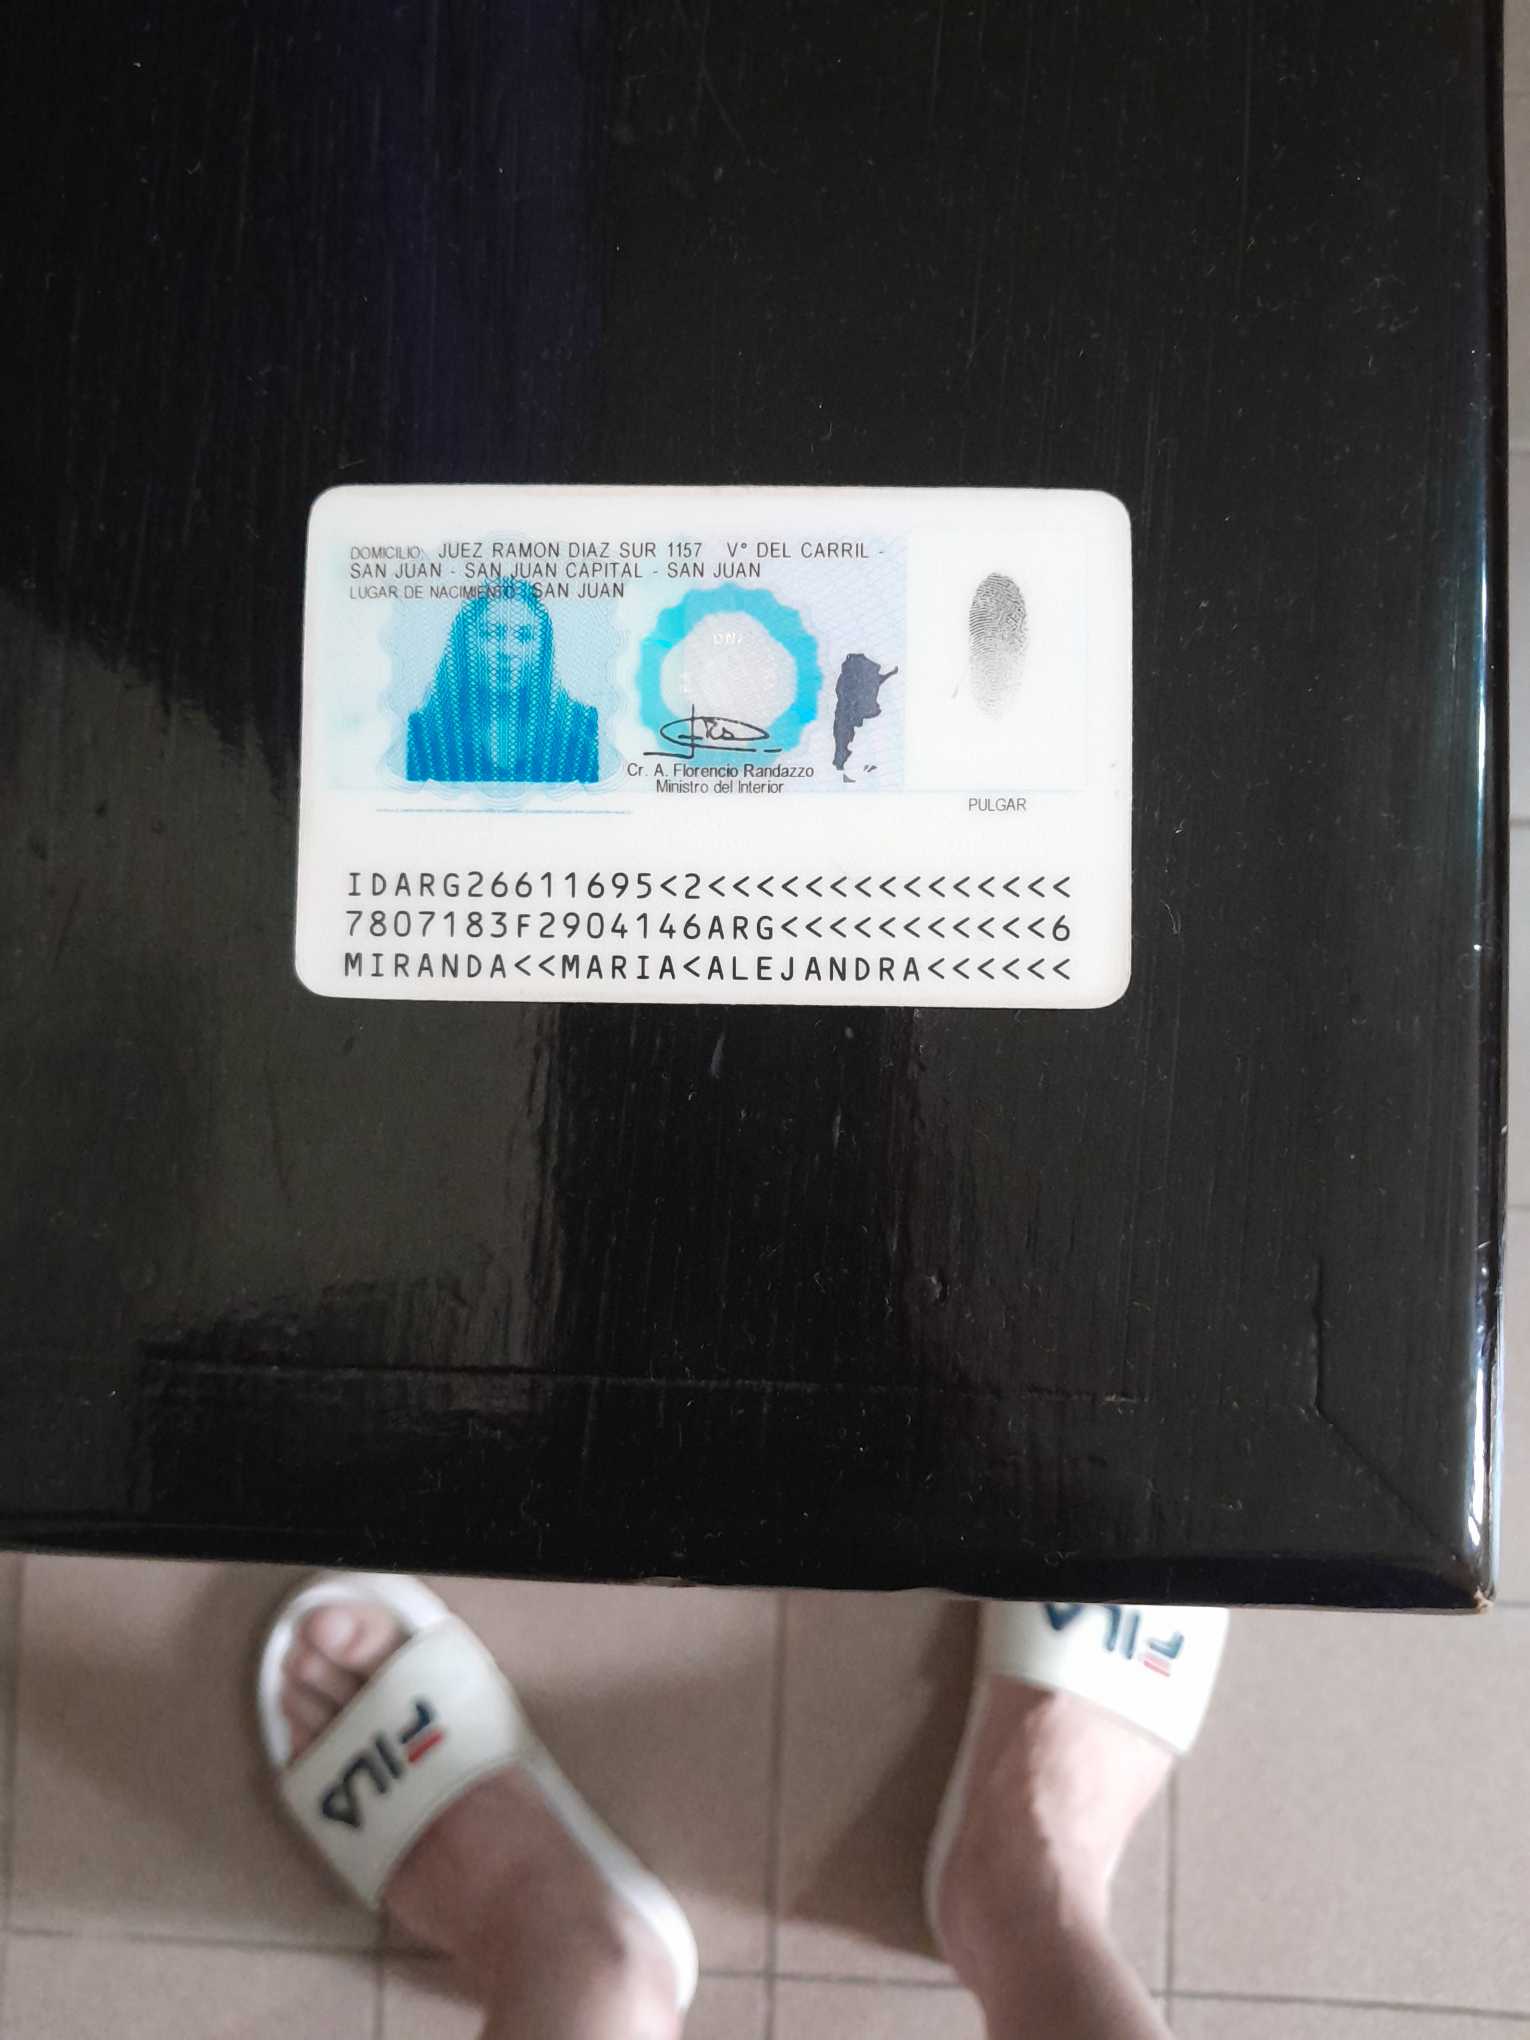 DOMICILIO: JUEZ RAMON DIAZ SUR 1157 V° DEL CARRIL -
SAN JUAN - SAN JUAN CAPITAL - SAN JUAN
LUGAR DE NACIMIENTO: SAN JUAN
DNI
Cr. A. Florencio Randazzo
Ministro del Interior
PULGAR
IDARG26611695<2<<<<<<<<<<<<<<<
7807183F2904146ARG<<<<<<<<<<<6
MIRANDA<<MARIA<ALEJANDRA<<<<<<
FILA
FILA